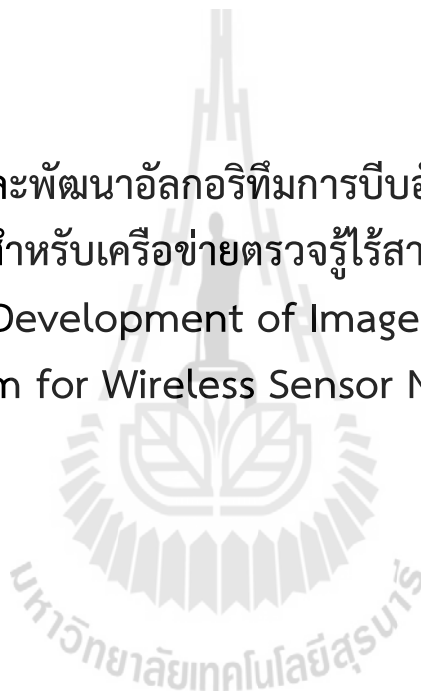 ละพัฒนาอัลกอริทึมการบีบอั
สำหรับเครือข่ายตรวจรู้ไร้สา
Development of Image
m for Wireless Sensor N
มหาวิทยาลัยเทคโนโลยีสุรนารี